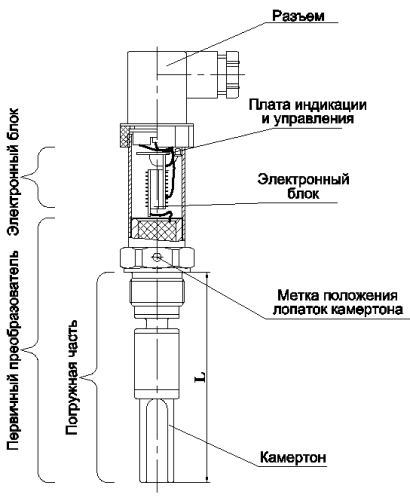 Разъем
Плата индикации
и управления
Электронный
блок
Метка положения
лопаток камертона
Камертон
L
Электронный блок
Первичный преобразователь
Погружная часть